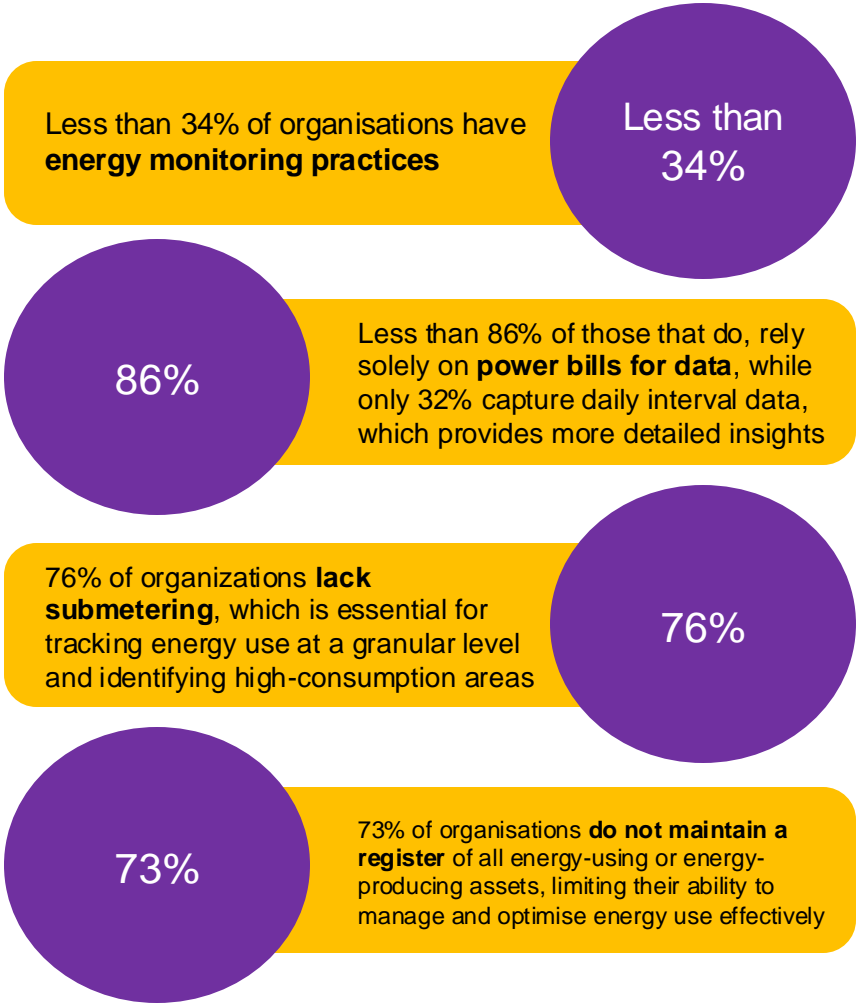 Less than 34% of organisations have
energy monitoring practices
Less than
34%
86%
Less than 86% of those that do, rely
solely on power bills for data, while
only 32% capture daily interval data,
which provides more detailed insights
76% of organizations lack
submetering, which is essential for
tracking energy use at a granular level
and identifying high-consumption areas
76%
73%
73% of organisations do not maintain a
register of all energy-using or energy-
producing assets, limiting their ability to
manage and optimise energy use effectively